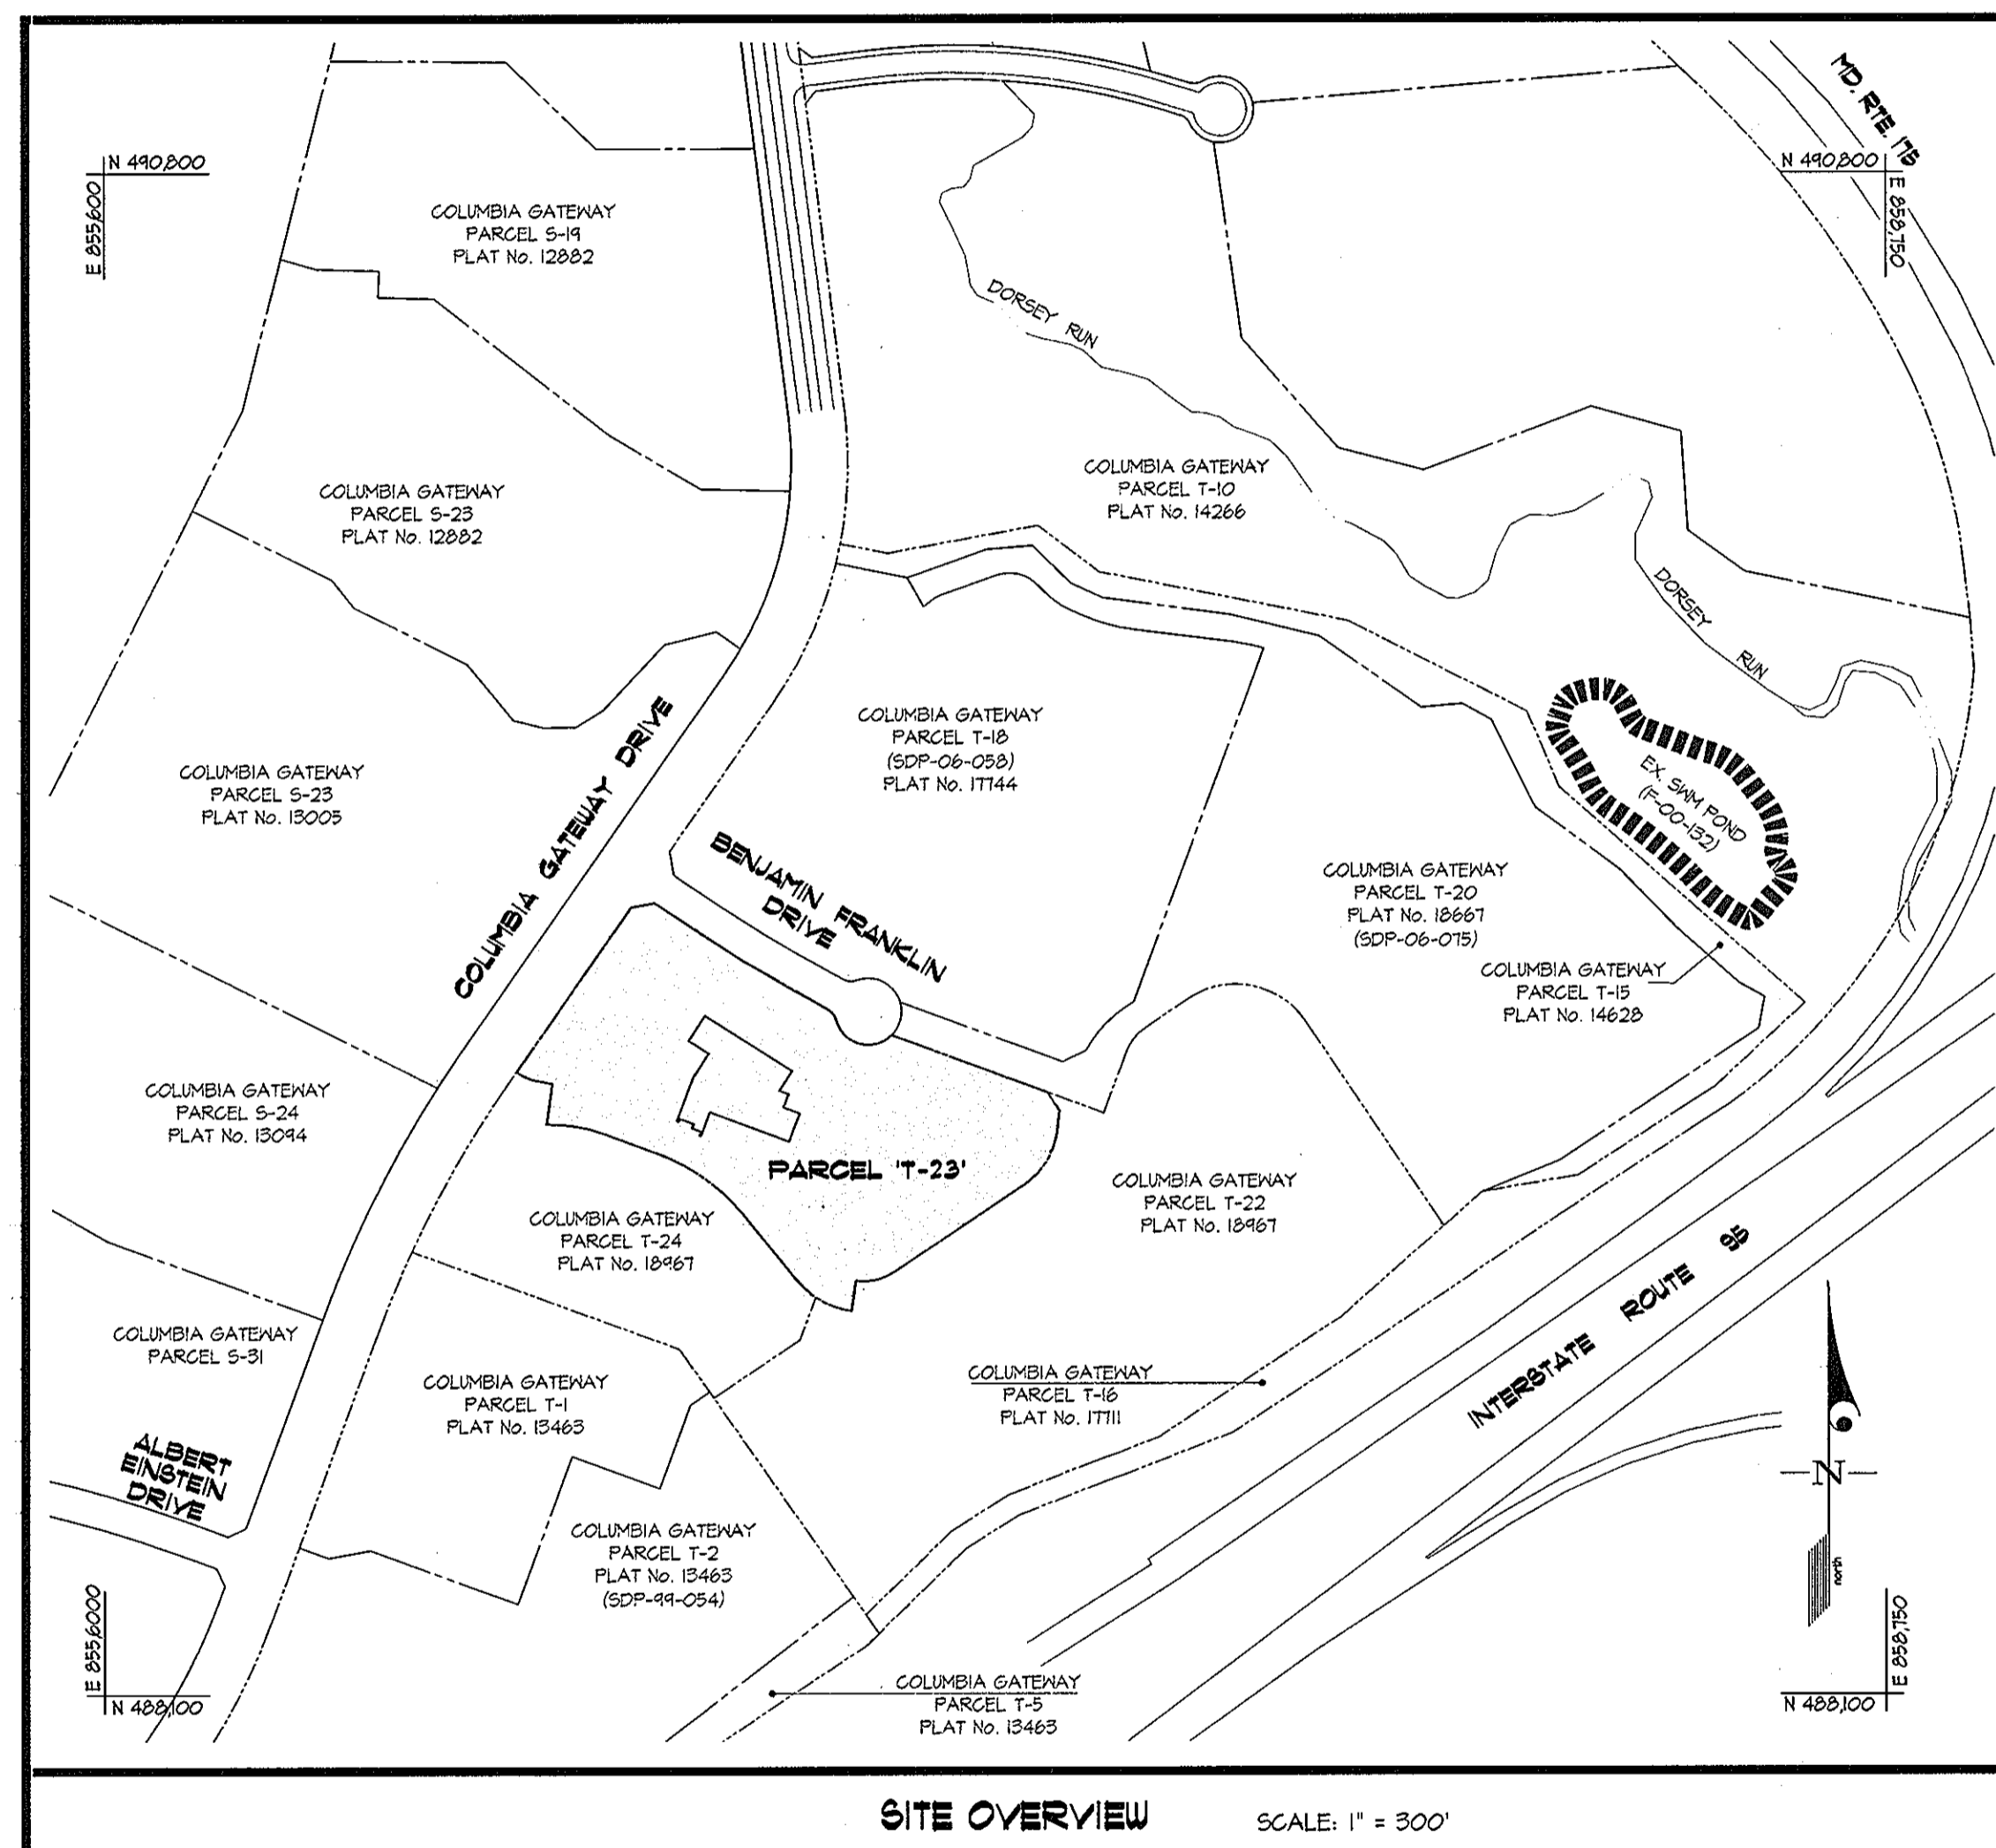 MD. RTE. 175
N 490,800
E 855,600
N 490,800
E 858,750
COLUMBIA GATEWAY
PARCEL S-19
PLAT No. 12882
DORSEY RUN
COLUMBIA GATEWAY
PARCEL T-10
PLAT No. 14266
COLUMBIA GATEWAY
PARCEL S-23
PLAT No. 12882
DORSEY
RUN
COLUMBIA GATEWAY
PARCEL T-18
(SDP-06-058)
PLAT No. 17744
COLUMBIA GATEWAY
PARCEL S-23
PLAT No. 13005
COLUMBIA GATEWAY DRIVE
BENJAMIN FRANKLIN
DRIVE
EX. SWM POND
(F-00-132)
COLUMBIA GATEWAY
PARCEL T-20
PLAT No. 18667
(SDP-06-075)
COLUMBIA GATEWAY
PARCEL T-15
PLAT No. 14628
COLUMBIA GATEWAY
PARCEL S-24
PLAT No. 13094
PARCEL 'T-23'
COLUMBIA GATEWAY
PARCEL T-22
PLAT No. 18967
COLUMBIA GATEWAY
PARCEL T-24
PLAT No. 18967
INTERSTATE ROUTE 95
COLUMBIA GATEWAY
PARCEL S-31
COLUMBIA GATEWAY
PARCEL T-1
PLAT No. 13463
COLUMBIA GATEWAY
PARCEL T-16
PLAT No. 17711
ALBERT
EINSTEIN
DRIVE
N
north
COLUMBIA GATEWAY
PARCEL T-2
PLAT No. 13463
(SDP-99-054)
E 855,6000
N 488,100
COLUMBIA GATEWAY
PARCEL T-5
PLAT No. 13463
E 858,750
N 488,100
SITE OVERVIEW
SCALE: 1" = 300'